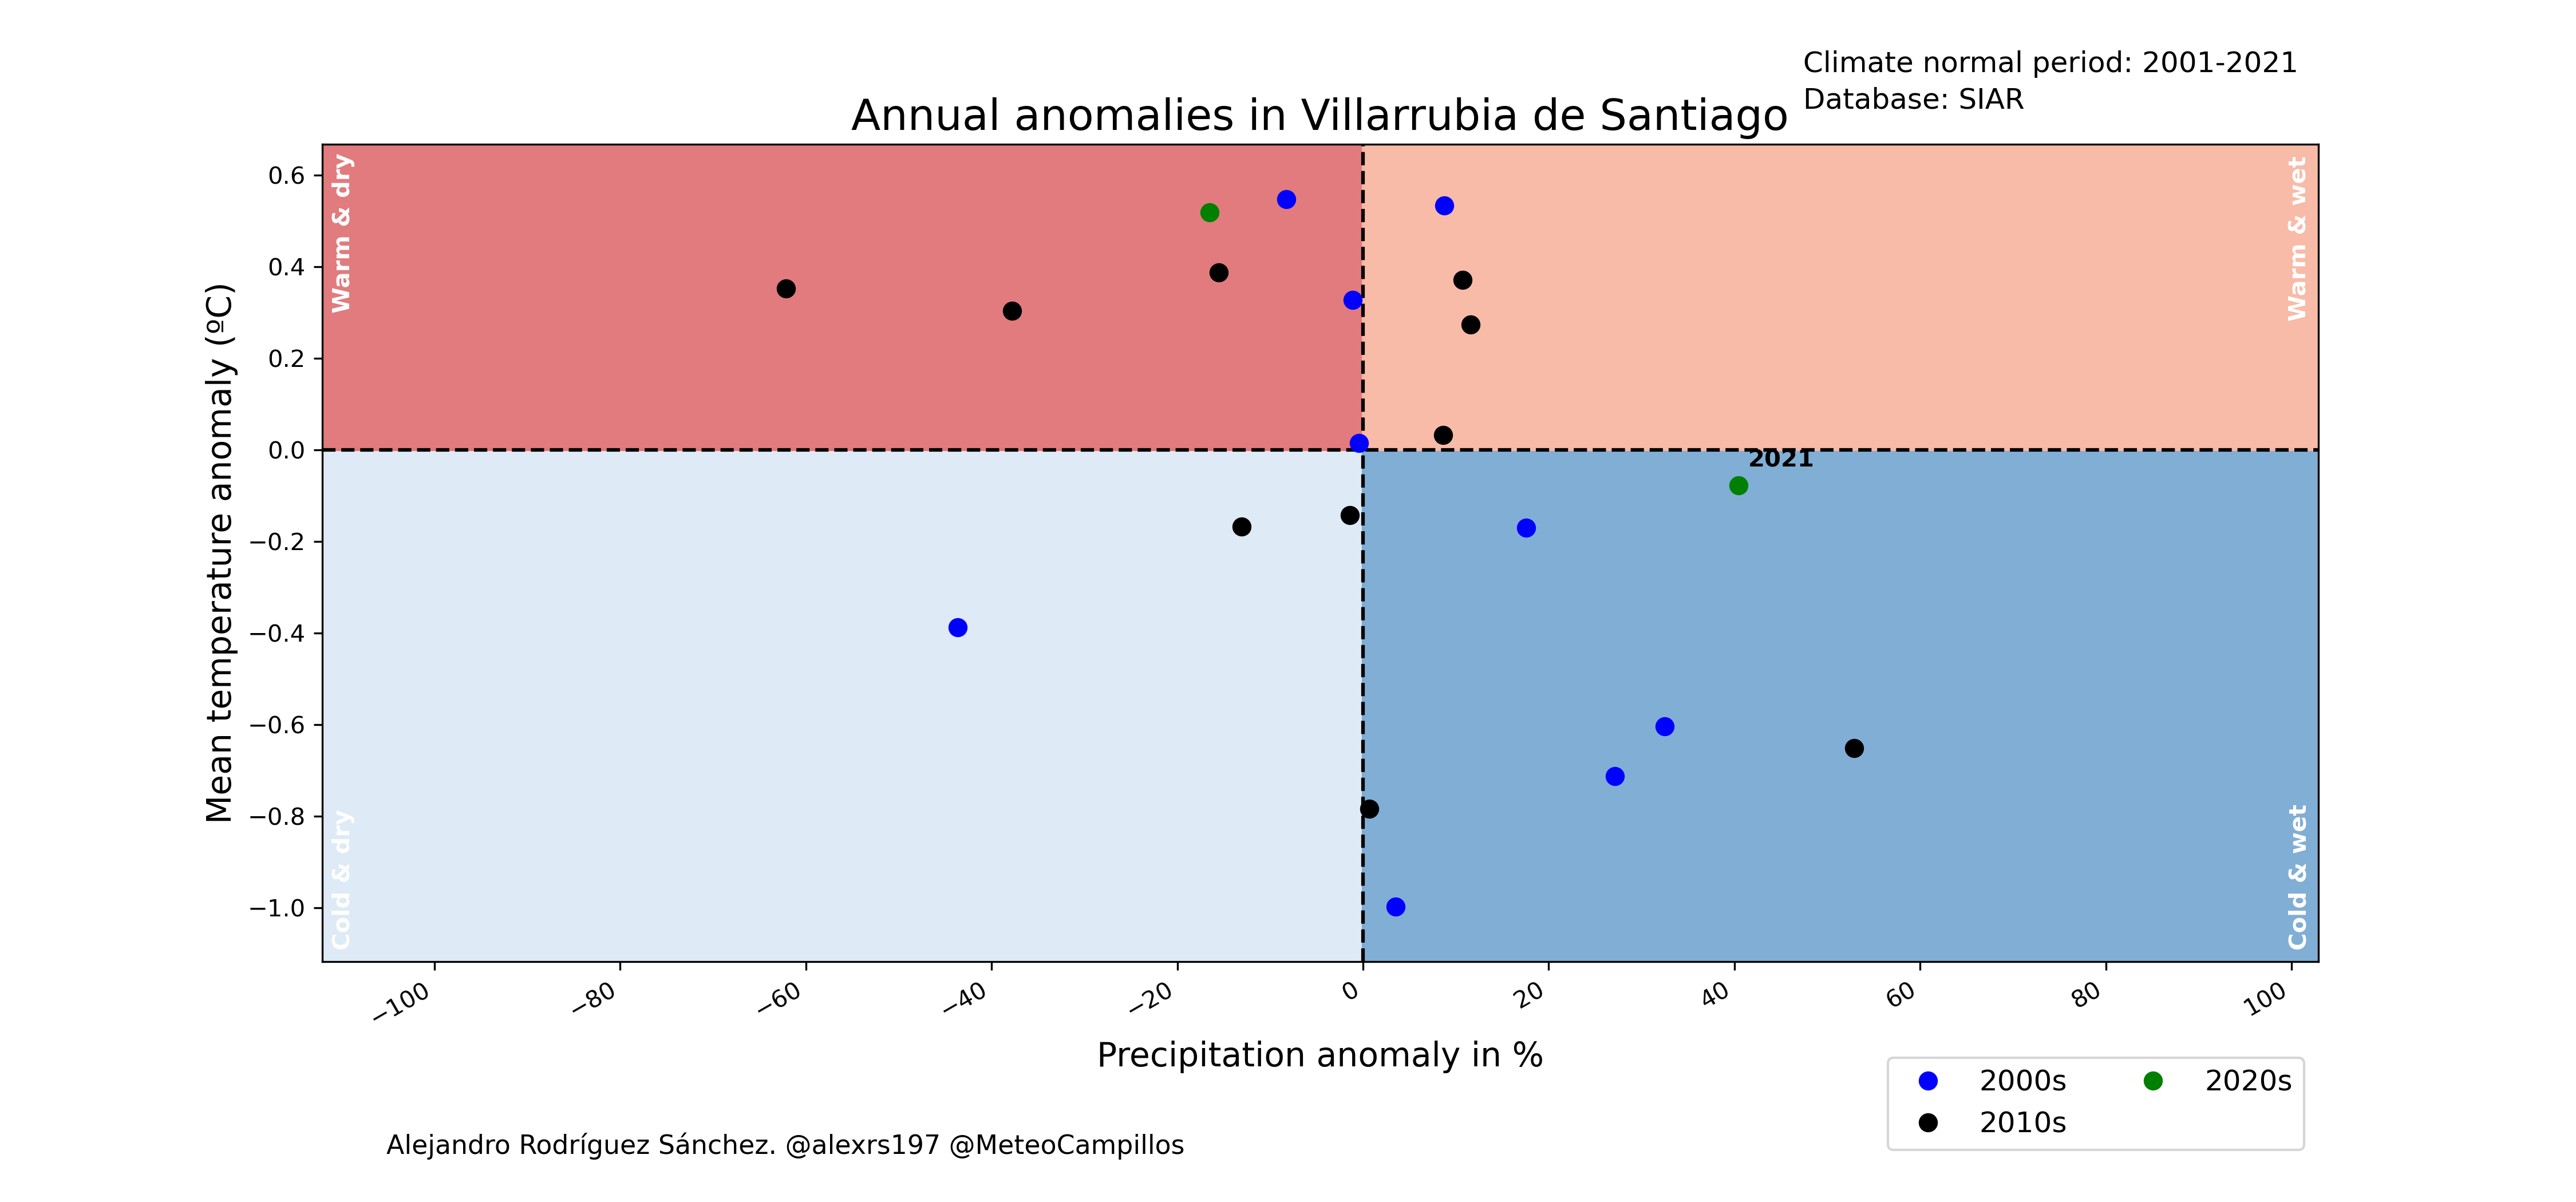 Climate normal period: 2001-2021
Database: SIAR
Annual anomalies in Villarrubia de Santiago
Warm & dry
Warm & wet
0.6
0.4
0.2
0.0
−0.2
−0.4
−0.6
−0.8
−1.0
Mean temperature anomaly (ºC)
2021
Cold & dry
Cold & wet
−100 −80 −60 −40 −20 0 20 40 60 80 100
Precipitation anomaly in %
2000s 2020s
2010s
Alejandro Rodríguez Sánchez. @alexrs197 @MeteoCampillos